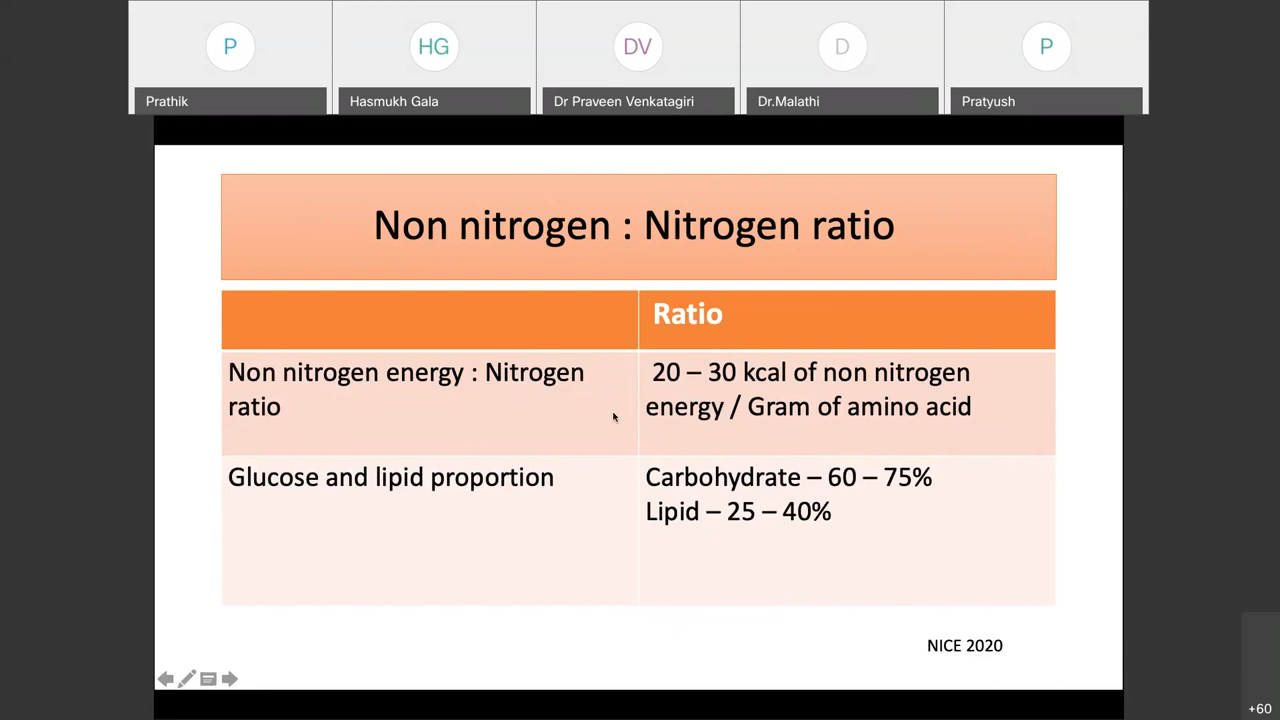 P
HG
DV
D
P
Prathik
Hasmukh Gala
Dr Praveen Venkatagiri
Dr.Malathi
Pratyush
Non nitrogen : Nitrogen ratio
Ratio
Non nitrogen energy : Nitrogen
ratio
20 – 30 kcal of non nitrogen
energy / Gram of amino acid
Glucose and lipid proportion
Carbohydrate – 60 – 75%
Lipid – 25 – 40%
NICE 2020
+60